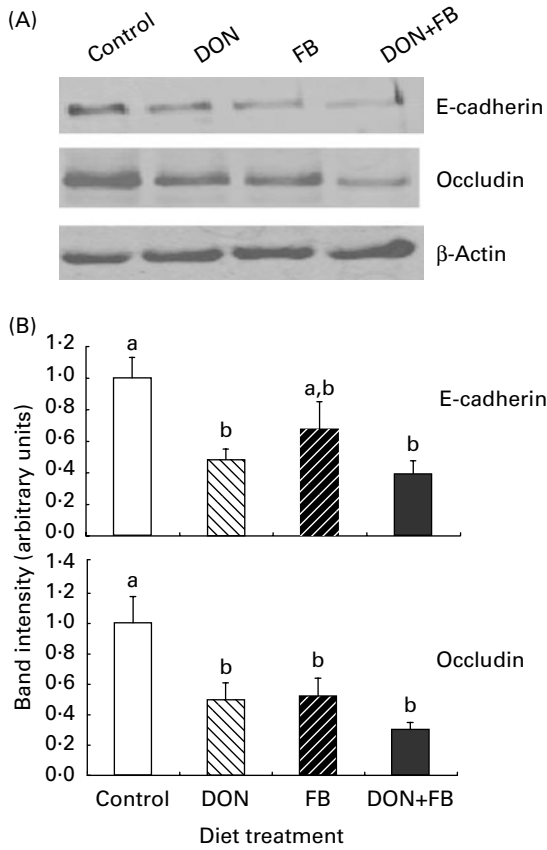 (A)
Control DON FB DON+FB
E-cadherin
Occludin
β-Actin
(B)
1·2
1·0
0·8
0·6
0·4
0·2
0·0
a
b
a,b
b
E-cadherin
Band intensity (arbitrary units)
1·4
1·2
1·0
0·8
0·6
0·4
0·2
0·0
a
b
b
b
Occludin
Control DON FB DON+FB
Diet treatment